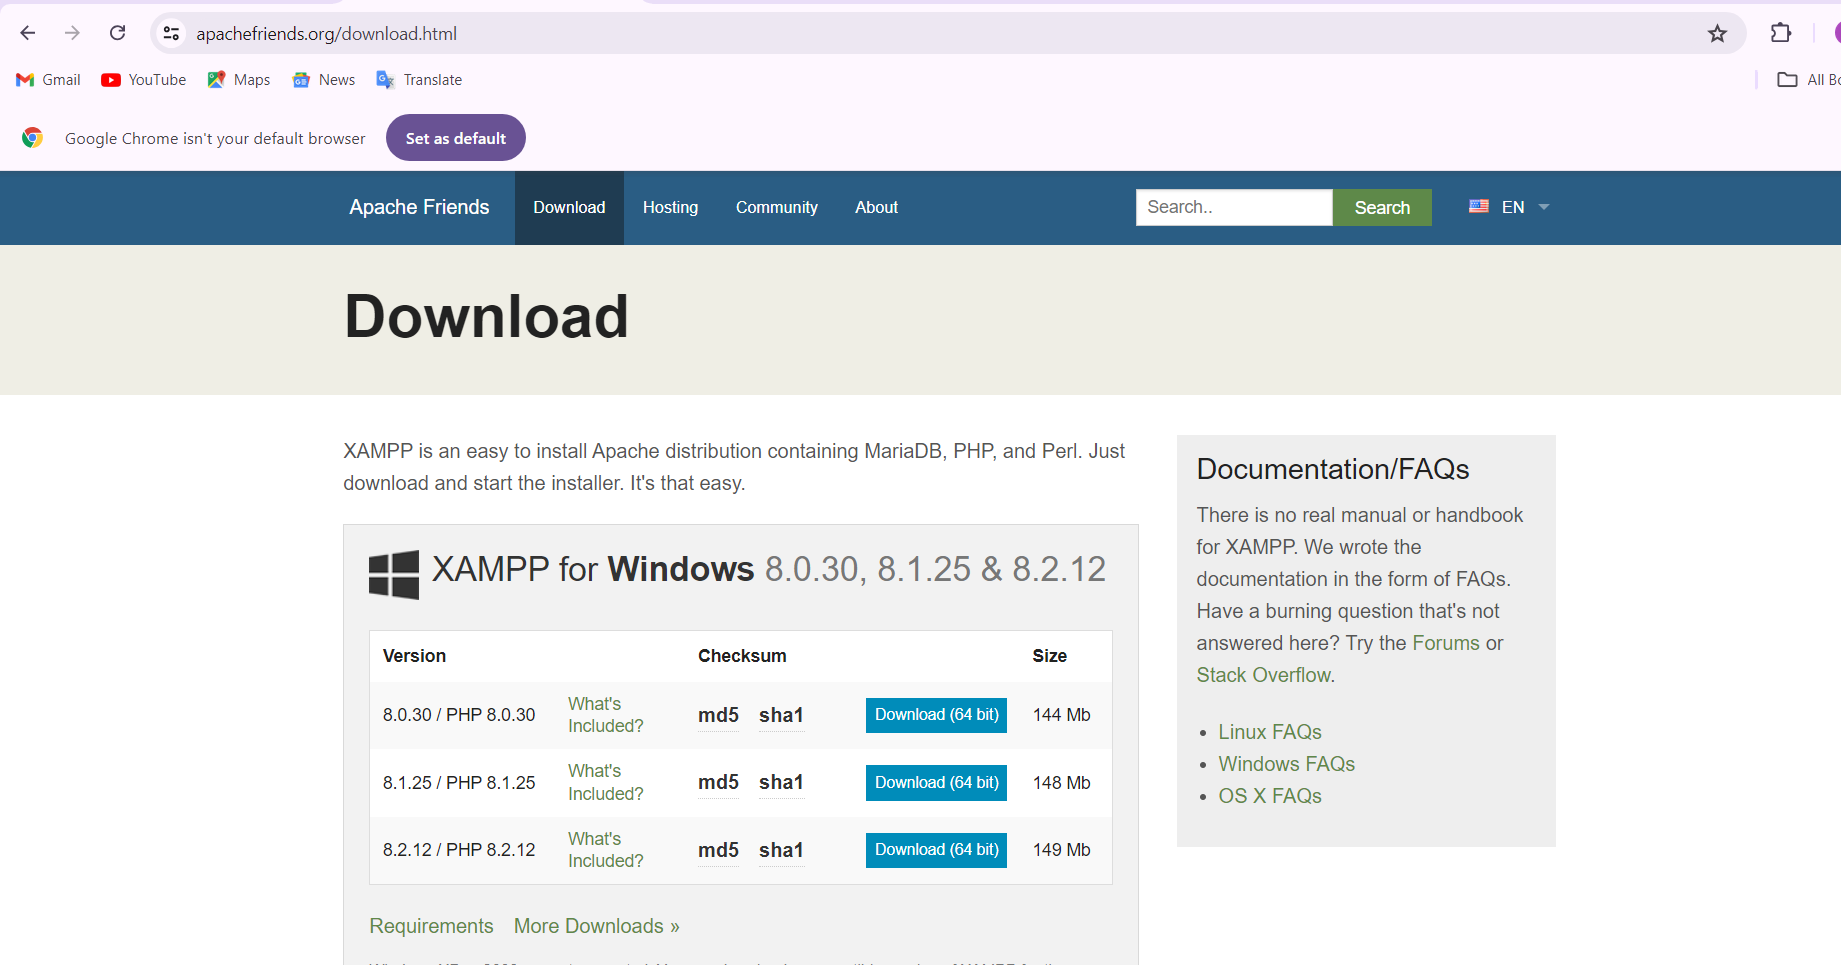 apachefriends.org/download.html
Gmail YouTube Maps News Translate
Google Chrome isn't your default browser Set as default
Apache Friends Download Hosting Community About Search.. Search EN
Download
XAMPP is an easy to install Apache distribution containing MariaDB, PHP, and Perl. Just
download and start the installer. It's that easy.
XAMPP for Windows 8.0.30, 8.1.25 & 8.2.12
Version Checksum Size
8.0.30 / PHP 8.0.30 What's Included? md5 sha1 Download (64 bit) 144 Mb
8.1.25 / PHP 8.1.25 What's Included? md5 sha1 Download (64 bit) 148 Mb
8.2.12 / PHP 8.2.12 What's Included? md5 sha1 Download (64 bit) 149 Mb
Requirements More Downloads »
Documentation/FAQs
There is no real manual or handbook
for XAMPP. We wrote the
documentation in the form of FAQs.
Have a burning question that's not
answered here? Try the Forums or
Stack Overflow.
• Linux FAQs
• Windows FAQs
• OS X FAQs